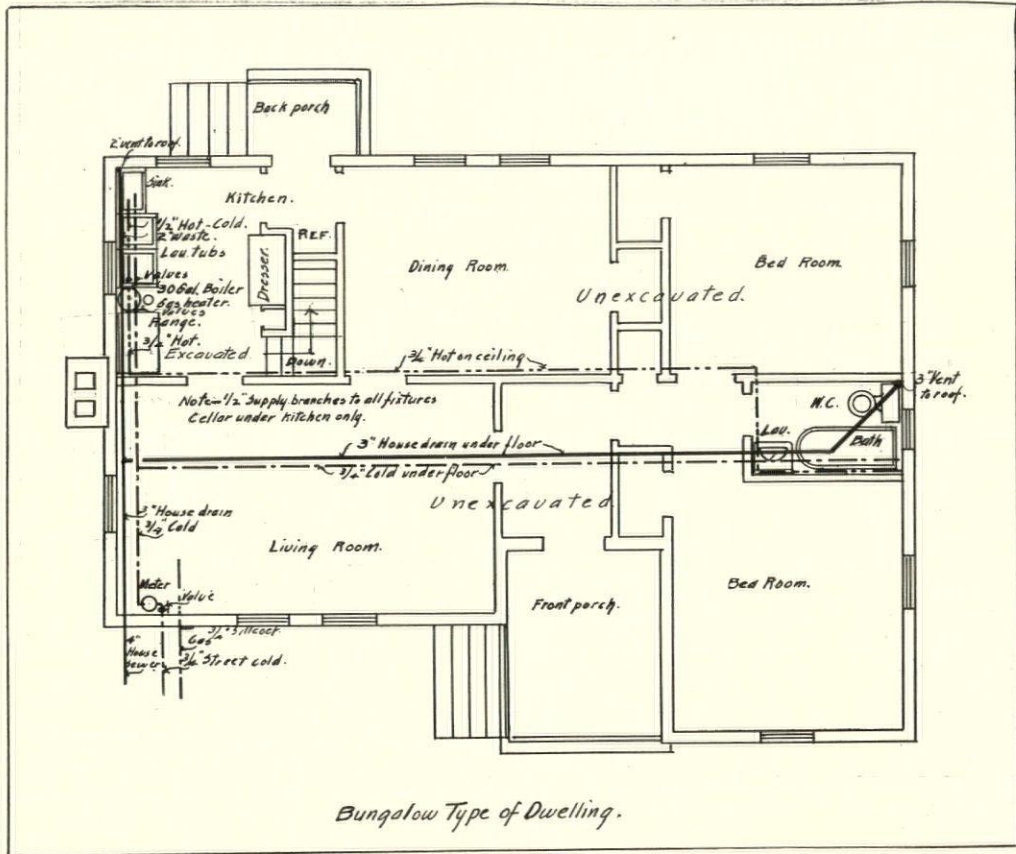 Back porch
2" vent to roof.
Sink.
Kitchen.
1/2" Hot-Cold.
2" Waste.
REF.
Lau. tubs
Dresser.
Dining Room.
Bed Room.
Valves
30 Gal. Boiler
Gas heater.
Valves
Unexcavated.
Range.
3/4" Hot.
Excavated
Down.
3/4" Hot on ceiling
3" Vent
to roof.
Note-1/2" Supply branches to all fixtures
Cellar under kitchen only.
W.C.
Lau.
Bath
3" House drain under floor
3/4" Cold under floor
Unexcavated
3" House drain
3/4" Cold
Living Room.
Meter
Valve
Front porch.
Bed Room.
3/4" Sillcock.
Gas
4"
House
sewer
3/4" Street cold.
Bungalow Type of Dwelling.